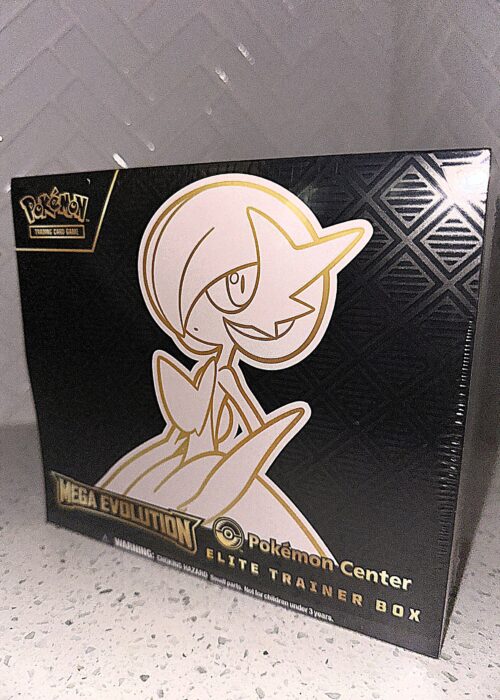 POKéMON
TRADING CARD GAME
MEGA EVOLUTION
Pokémon Center
ELITE TRAINER BOX
WARNING: CHOKING HAZARD Small parts. Not for children under 3 years.